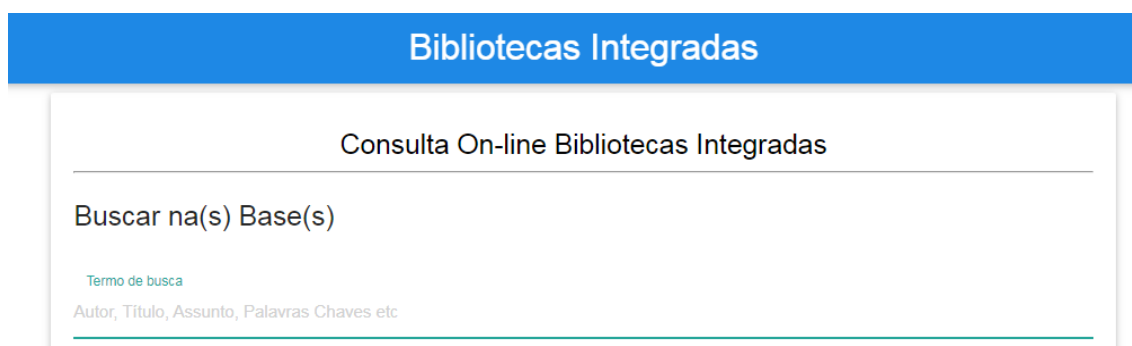 Bibliotecas Integradas
Consulta On-line Bibliotecas Integradas
Buscar na(s) Base(s)
Termo de busca
Autor, Título, Assunto, Palavras Chaves etc